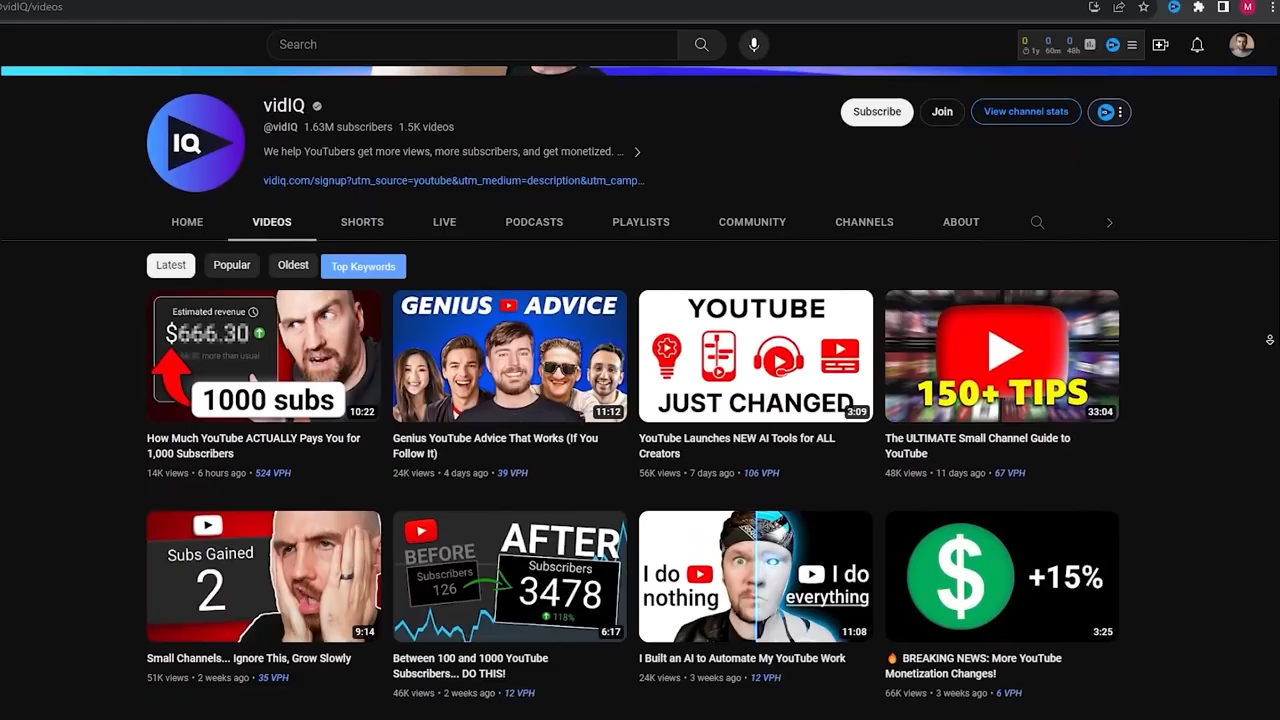 vidIQ/videos
M
Search
0 0 0
1y 60m 48h
vidIQ
@vidIQ 1.63M subscribers 1.5K videos
We help YouTubers get more views, more subscribers, and get monetized. ...
vidiq.com/signup?utm_source=youtube&utm_medium=description&utm_camp...
Subscribe
Join
View channel stats
IQ
HOME
VIDEOS
SHORTS
LIVE
PODCASTS
PLAYLISTS
COMMUNITY
CHANNELS
ABOUT
Latest
Popular
Oldest
Top Keywords
Estimated revenue
$666.30
more than usual
1000 subs
10:22
How Much YouTube ACTUALLY Pays You for
1,000 Subscribers
14K views • 6 hours ago • 524 VPH
GENIUS ADVICE
11:12
Genius YouTube Advice That Works (If You
Follow It)
24K views • 4 days ago • 39 VPH
YOUTUBE
JUST CHANGED
3:09
YouTube Launches NEW AI Tools for ALL
Creators
56K views • 7 days ago • 106 VPH
150+ TIPS
33:04
The ULTIMATE Small Channel Guide to
YouTube
48K views • 11 days ago • 67 VPH
Subs Gained
2
9:14
Small Channels... Ignore This, Grow Slowly
51K views • 2 weeks ago • 35 VPH
BEFORE
Subscribers
126
AFTER
Subscribers
3478
118%
6:17
Between 100 and 1000 YouTube
Subscribers... DO THIS!
46K views • 2 weeks ago • 12 VPH
I do
nothing
I do
everything
11:08
I Built an AI to Automate My YouTube Work
24K views • 3 weeks ago • 12 VPH
$
+15%
3:25
🔥 BREAKING NEWS: More YouTube
Monetization Changes!
66K views • 3 weeks ago • 6 VPH